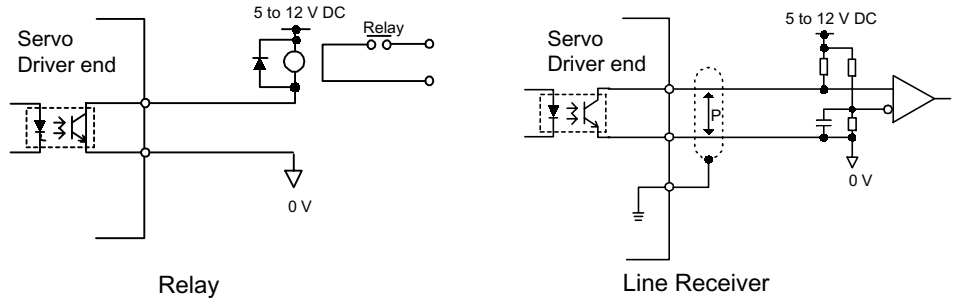 5 to 12 V DC
Relay
Servo
Driver end
0 V
Relay
5 to 12 V DC
Servo
Driver end
P
0 V
Line Receiver